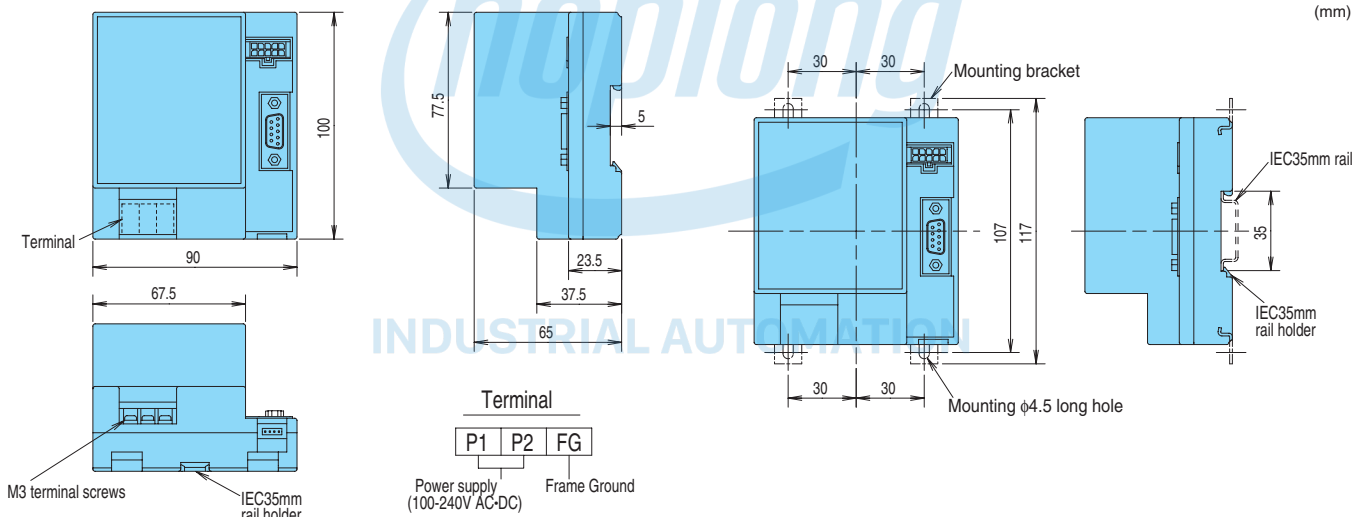 (mm)
hoplong
INDUSTRIAL AUTOMATION
100
Terminal
90
77.5
5
23.5
37.5
65
30
30
Mounting bracket
107
117
30
30
Mounting ϕ4.5 long hole
IEC35mm rail
35
IEC35mm
rail holder
67.5
M3 terminal screws
IEC35mm
rail holder
Terminal
P1 P2 FG
Power supply
(100-240V AC•DC)
Frame Ground